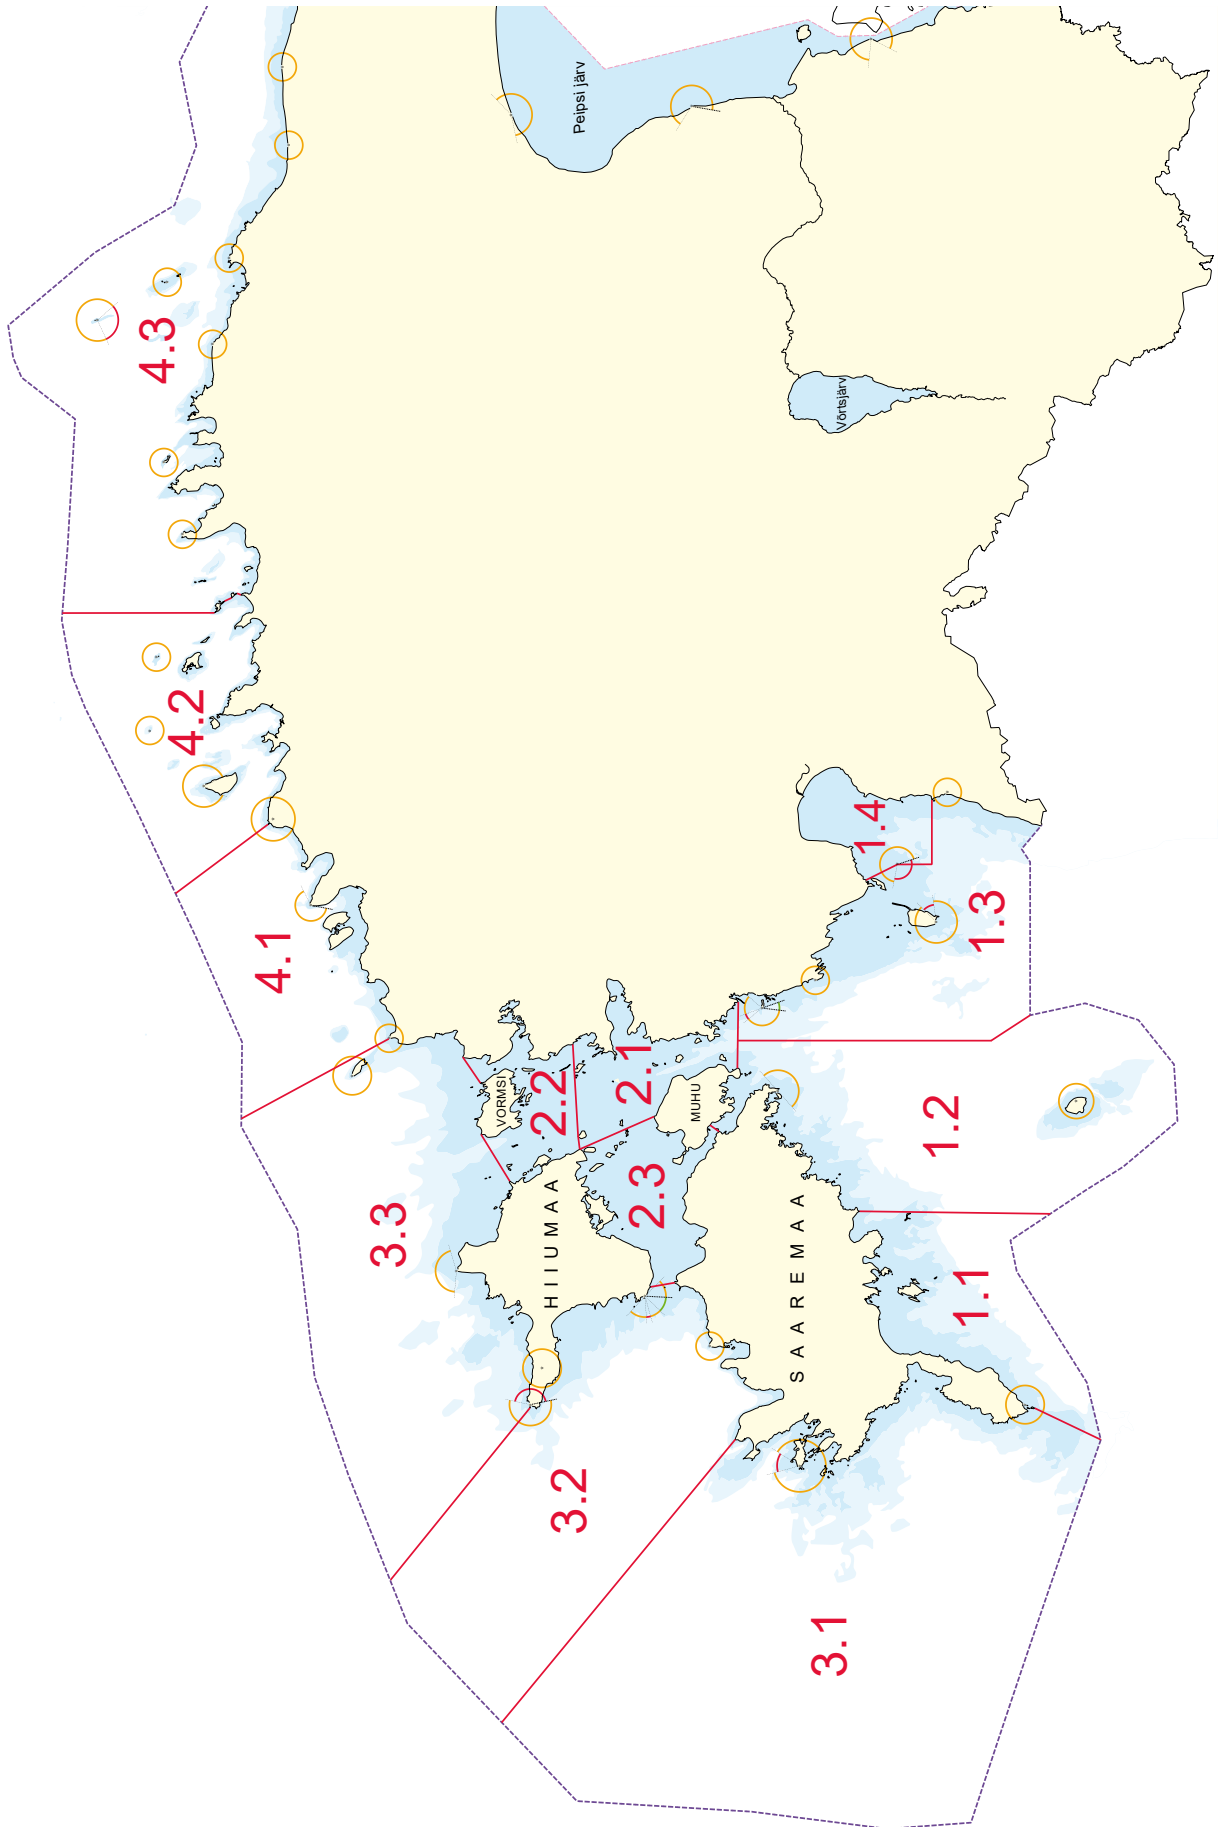 Peipsi järv
4.3
Võrtsjärv
4.2
1.4
4.1
1.3
2.2
2.1
VORMSI
MUHU
1.2
3.3
2.3
HIIUMAA
SAAREMAA
1.1
3.2
3.1